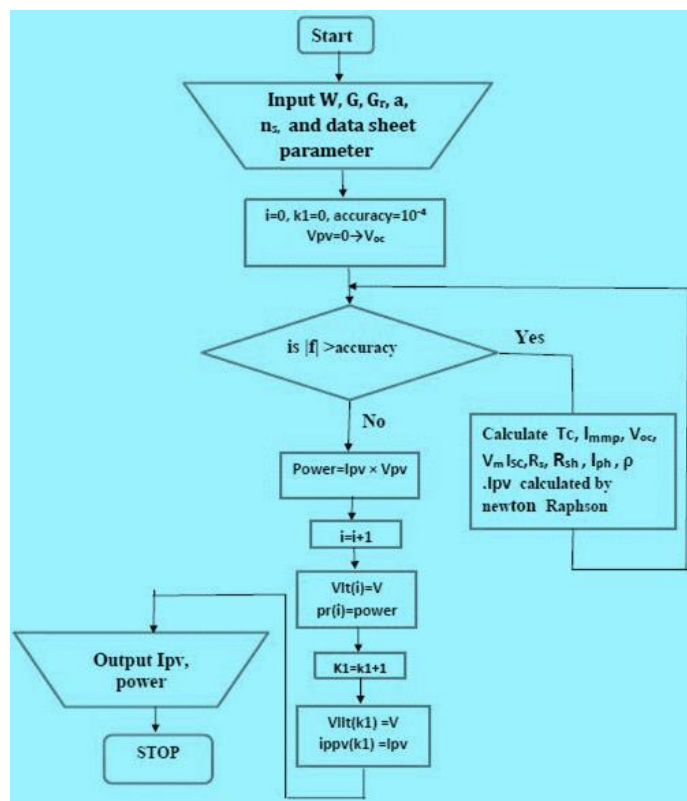 Start
Input W, G, Gᵣ, a,
nₛ, and data sheet
parameter
i=0, k1=0, accuracy=10⁻⁴
Vpv=0→Vₒc
is |f| >accuracy
Yes
No
Calculate Tc, Iₘₘₚ, Vₒc,
Vₘ Isc,Rₛ, Rₛₕ, Iₚₕ, ρ
.Ipv calculated by
newton Raphson
Power=Ipv × Vpv
i=i+1
Vlt(i)=V
pr(i)=power
K1=k1+1
Vllt(k1) =V
ippv(k1) =Ipv
Output Ipv,
power
STOP